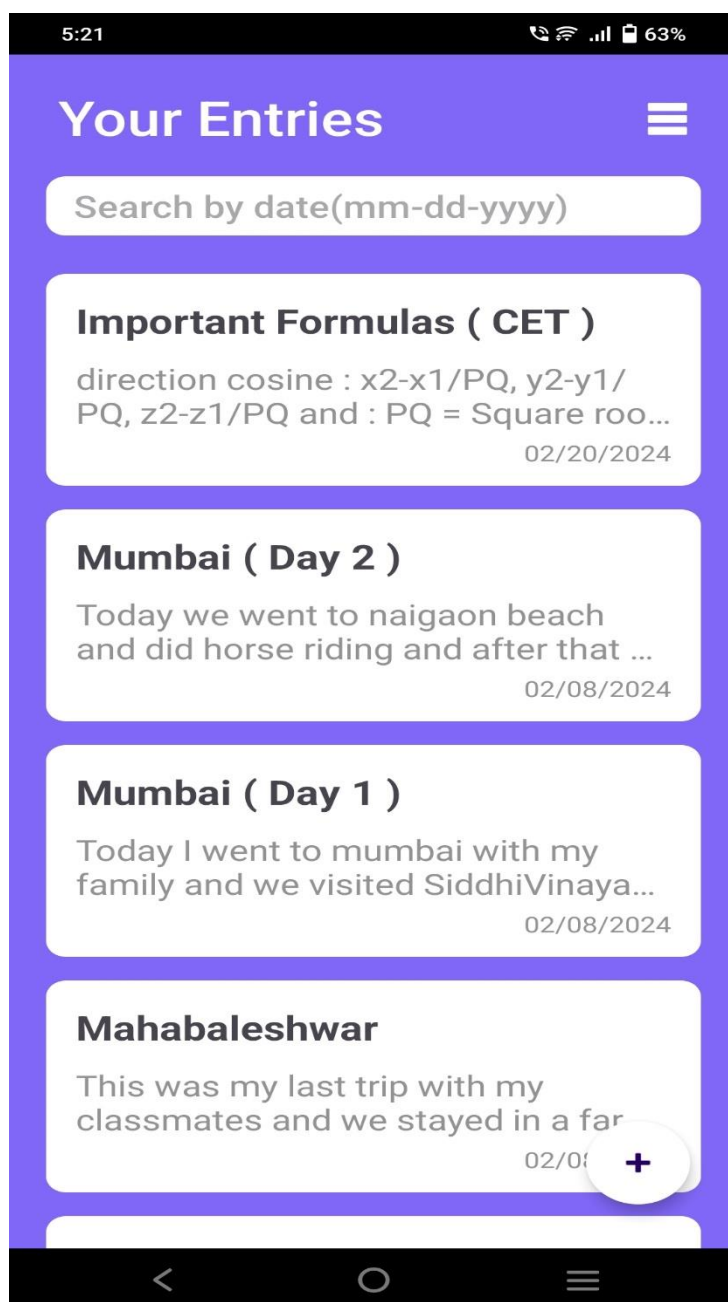 5:21 63%
Your Entries
Search by date(mm-dd-yyyy)
Important Formulas ( CET )
direction cosine : x2-x1/PQ, y2-y1/
PQ, z2-z1/PQ and : PQ = Square roo...
02/20/2024
Mumbai ( Day 2 )
Today we went to naigaon beach
and did horse riding and after that ...
02/08/2024
Mumbai ( Day 1 )
Today I went to mumbai with my
family and we visited SiddhiVinaya...
02/08/2024
Mahabaleshwar
This was my last trip with my
classmates and we stayed in a far
02/0
+